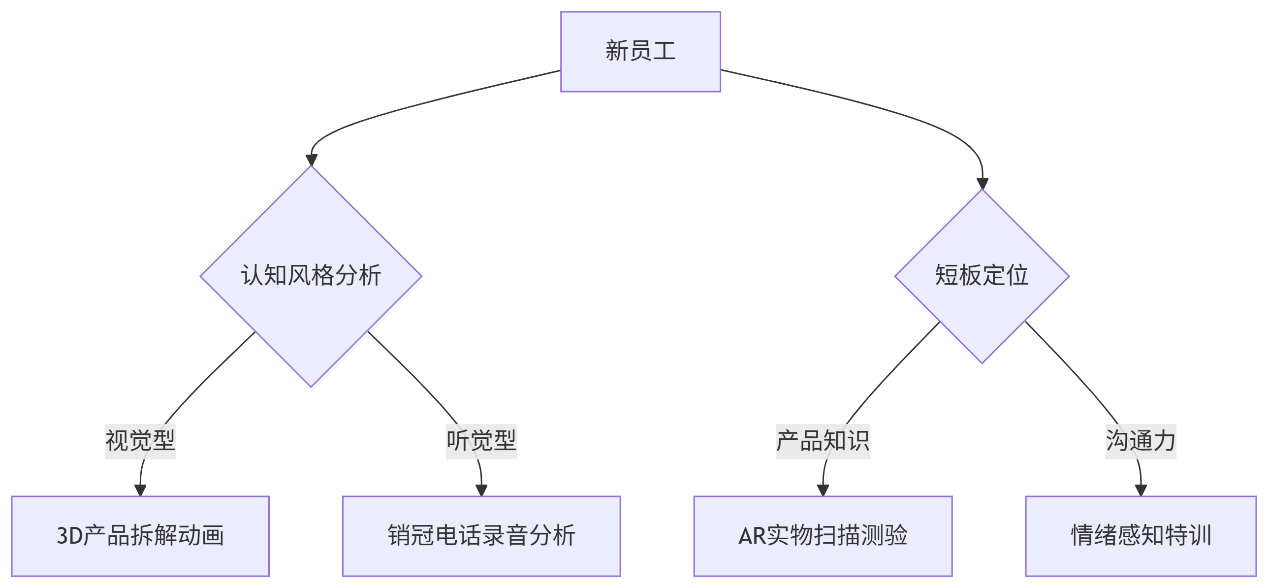 新员工
认知风格分析
短板定位
视觉型
听觉型
产品知识
沟通力
3D产品拆解动画
销冠电话录音分析
AR实物扫描测验
情绪感知特训